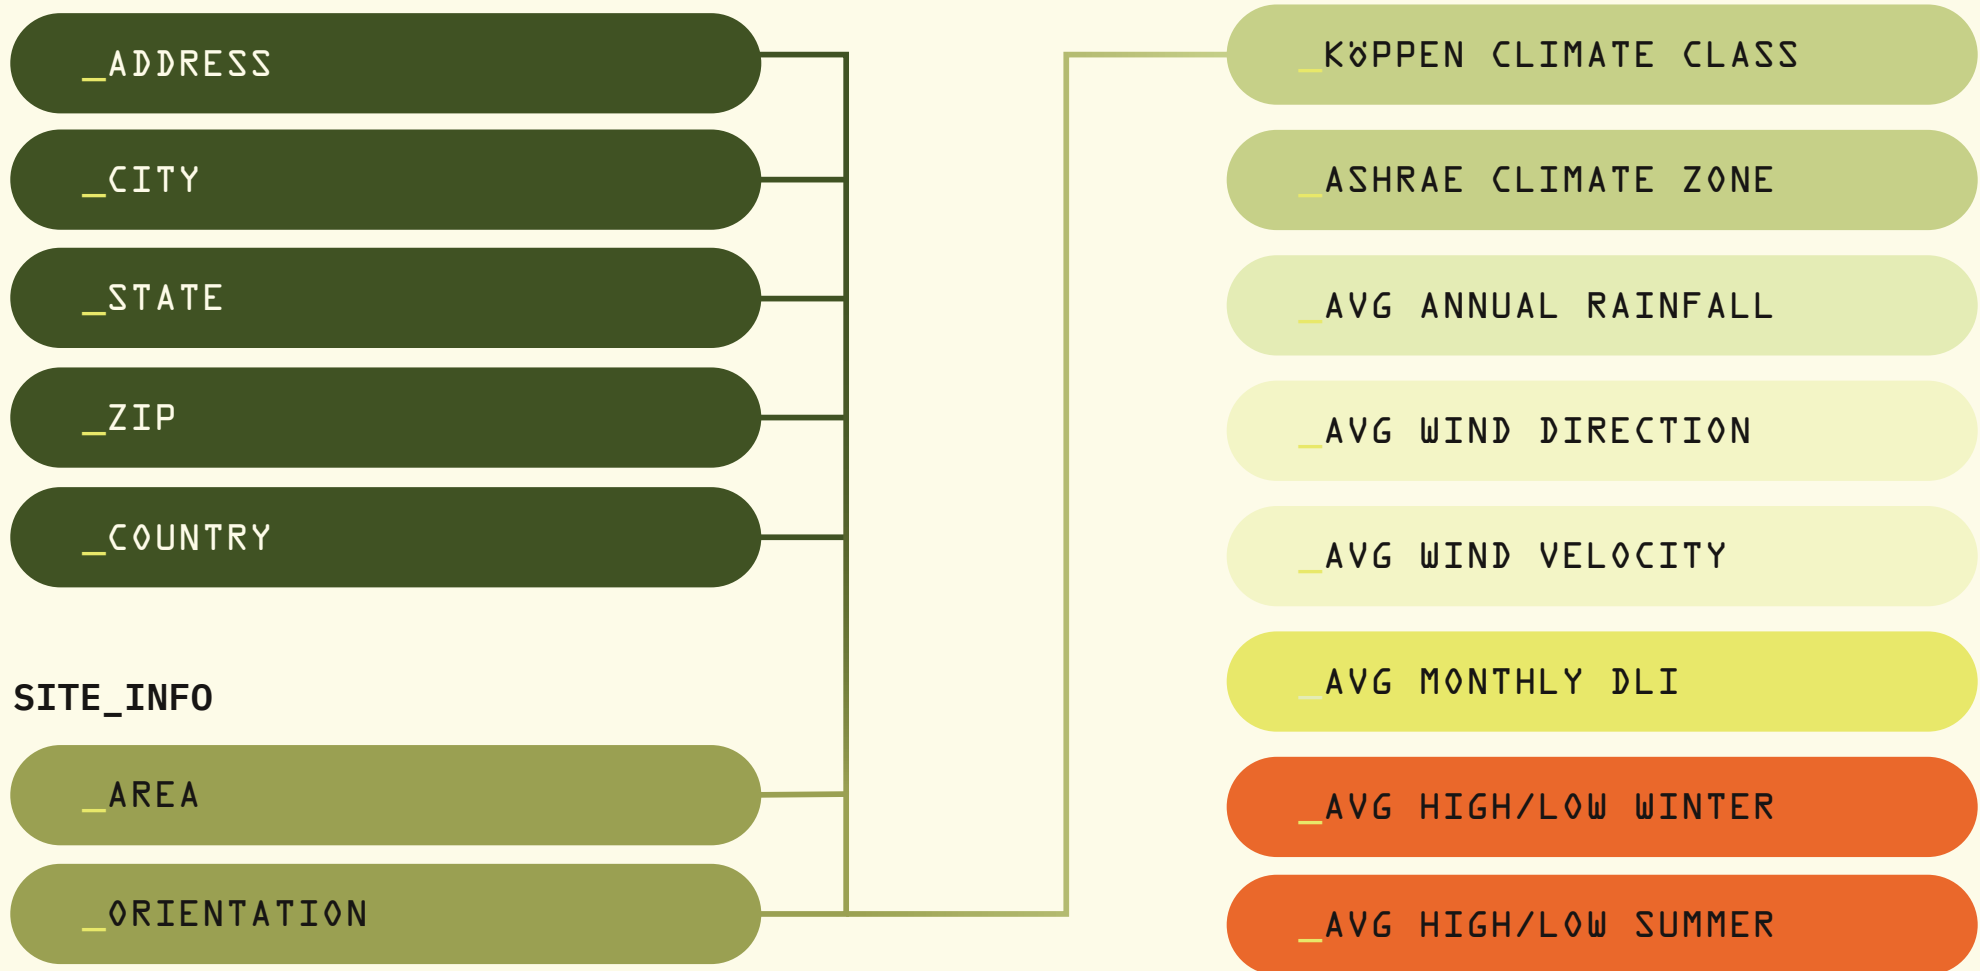 _ADDRESS
_CITY
_STATE
_ZIP
_COUNTRY
SITE_INFO
_AREA
_ORIENTATION
_KÖPPEN CLIMATE CLASS
_ASHRAE CLIMATE ZONE
_AVG ANNUAL RAINFALL
_AVG WIND DIRECTION
_AVG WIND VELOCITY
_AVG MONTHLY DLI
_AVG HIGH/LOW WINTER
_AVG HIGH/LOW SUMMER